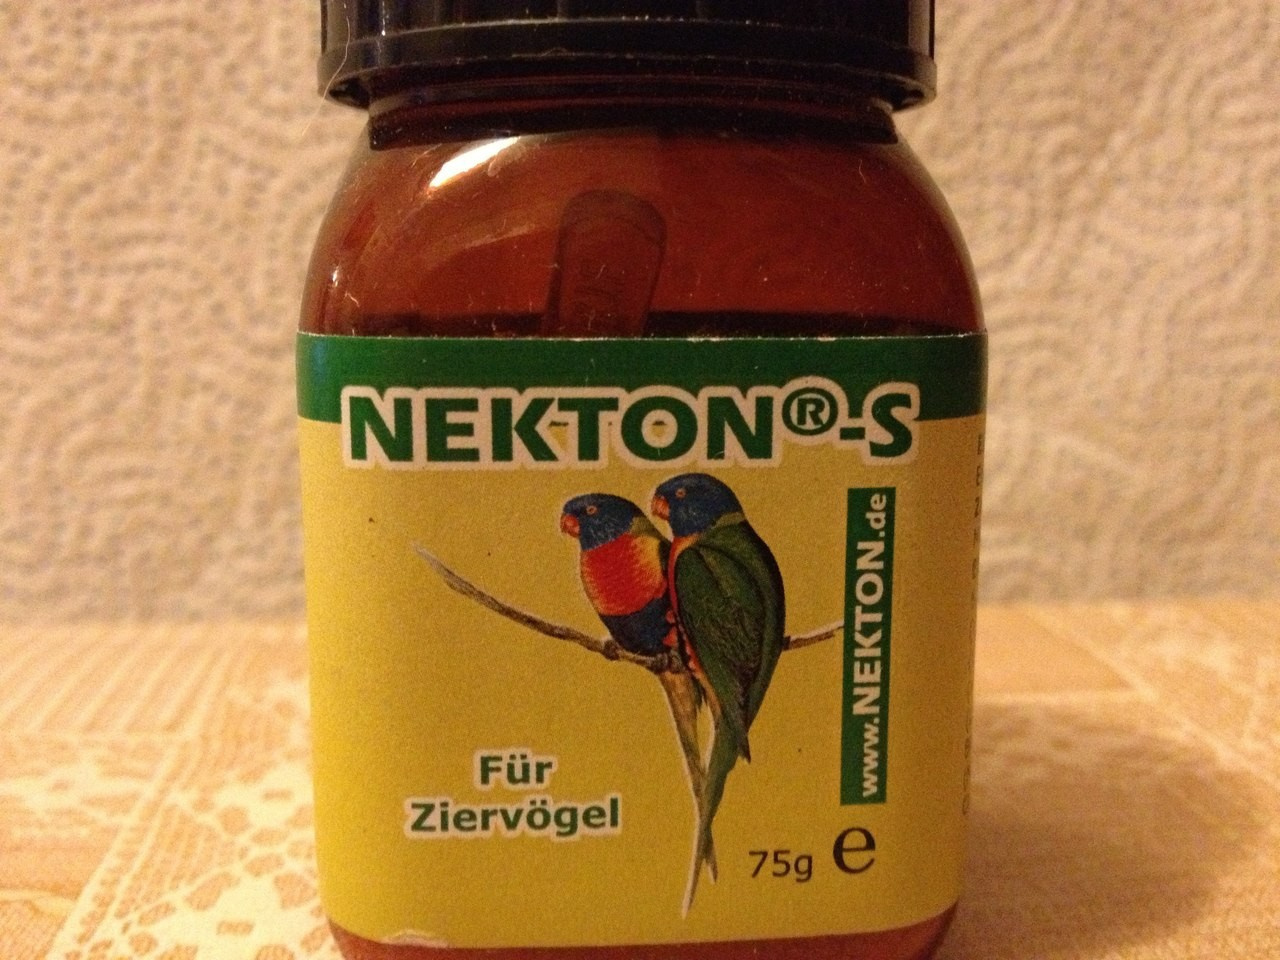 NEKTON®-S
www.NEKTON.de
Für
Ziervögel
75g e